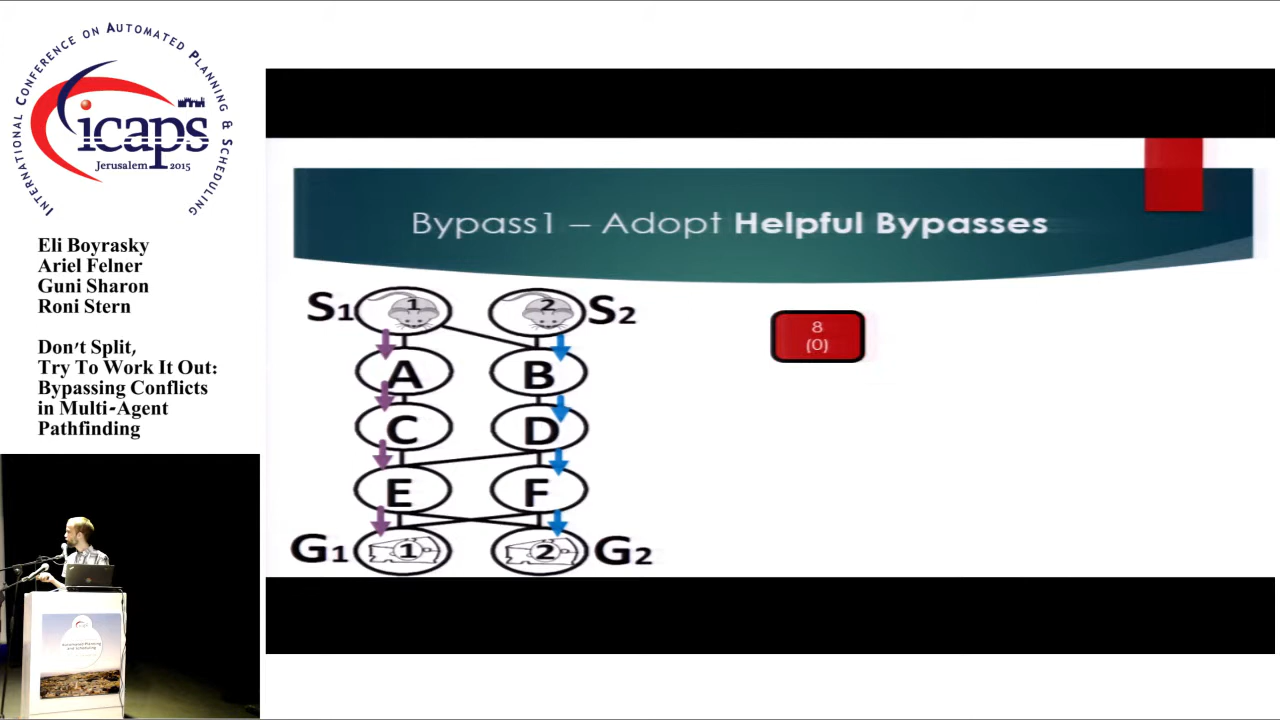 INTERNATIONAL CONFERENCE ON AUTOMATED PLANNING & SCHEDULING
icaps
Jerusalem 2015
Eli Boyrasky
Ariel Felner
Guni Sharon
Roni Stern
Don't Split,
Try To Work It Out:
Bypassing Conflicts
in Multi-Agent
Pathfinding
Bypass1 – Adopt Helpful Bypasses
S1 1 2 S2
8
(0)
A B
C D
E F
G1 1 2 G2